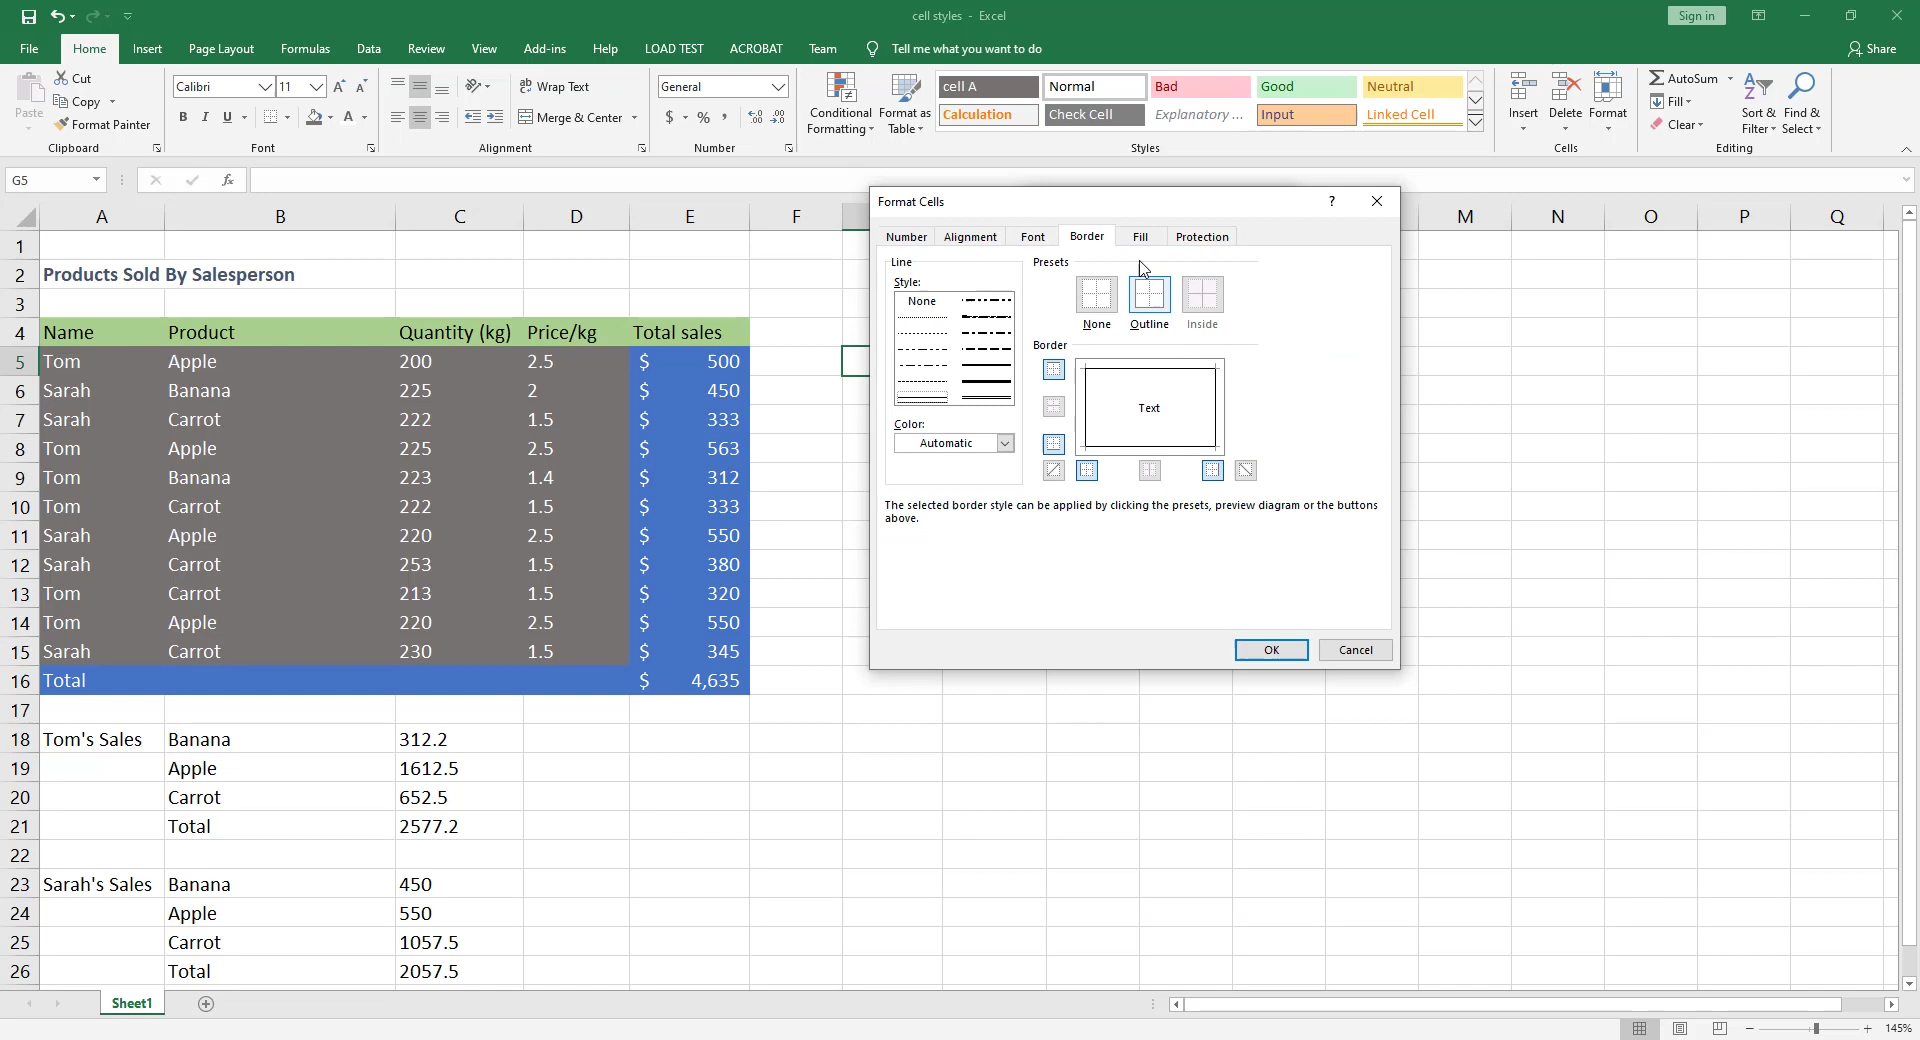 cell styles - Excel
Sign in
File Home Insert Page Layout Formulas Data Review View Add-ins Help LOAD TEST ACROBAT Team Tell me what you want to do Share
Paste
Cut
Copy
Format Painter
Clipboard
Calibri 11
B I U
Font
Wrap Text
Merge & Center
Alignment
General
$ %
Number
Conditional Formatting
Format as Table
cell A Normal Bad Good Neutral
Calculation Check Cell Explanatory ... Input Linked Cell
Styles
Insert Delete Format
Cells
AutoSum
Fill
Clear
Sort & Filter
Find & Select
Editing
G5 fx
A B C D E F M N O P Q
1
2 Products Sold By Salesperson
3
4 Name Product Quantity (kg) Price/kg Total sales
5 Tom Apple 200 2.5 $ 500
6 Sarah Banana 225 2 $ 450
7 Sarah Carrot 222 1.5 $ 333
8 Tom Apple 225 2.5 $ 563
9 Tom Banana 223 1.4 $ 312
10 Tom Carrot 222 1.5 $ 333
11 Sarah Apple 220 2.5 $ 550
12 Sarah Carrot 253 1.5 $ 380
13 Tom Carrot 213 1.5 $ 320
14 Tom Apple 220 2.5 $ 550
15 Sarah Carrot 230 1.5 $ 345
16 Total $ 4,635
17
18 Tom's Sales Banana 312.2
19 Apple 1612.5
20 Carrot 652.5
21 Total 2577.2
22
23 Sarah's Sales Banana 450
24 Apple 550
25 Carrot 1057.5
26 Total 2057.5
Format Cells ?
Number Alignment Font Border Fill Protection
Line
Style:
None
Color:
Automatic
Presets
None Outline Inside
Border
Text
The selected border style can be applied by clicking the presets, preview diagram or the buttons
above.
OK Cancel
Sheet1
145%